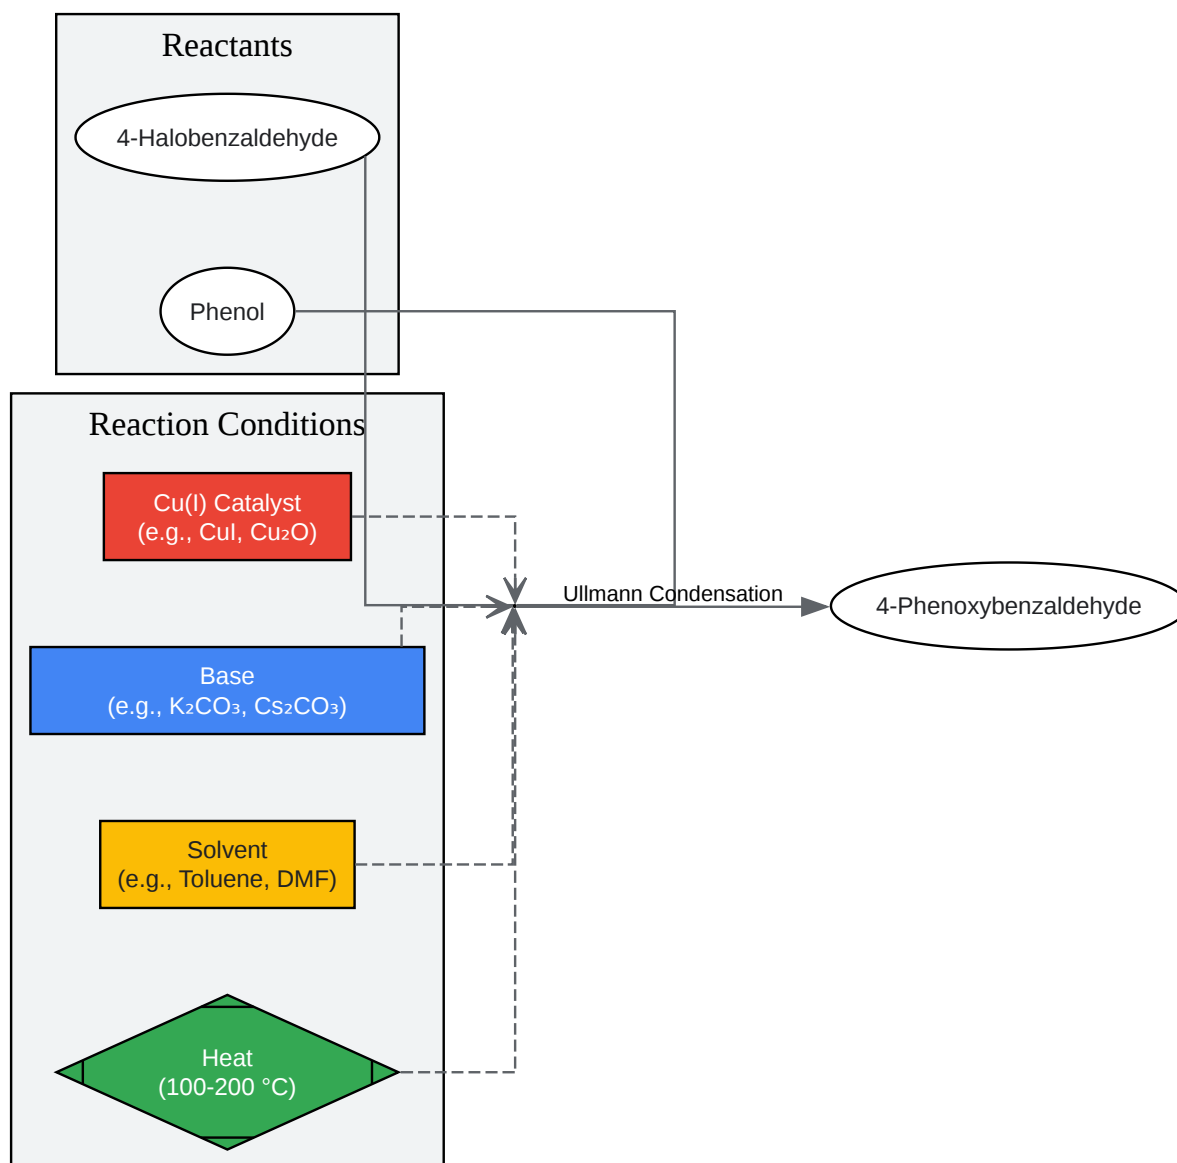 Reactants
4-Halobenzaldehyde
Phenol
Reaction Conditions
Cu(I) Catalyst
(e.g., CuI, Cu₂O)
Ullmann Condensation
4-Phenoxybenzaldehyde
Base
(e.g., K₂CO₃, Cs₂CO₃)
Solvent
(e.g., Toluene, DMF)
Heat
(100-200 °C)